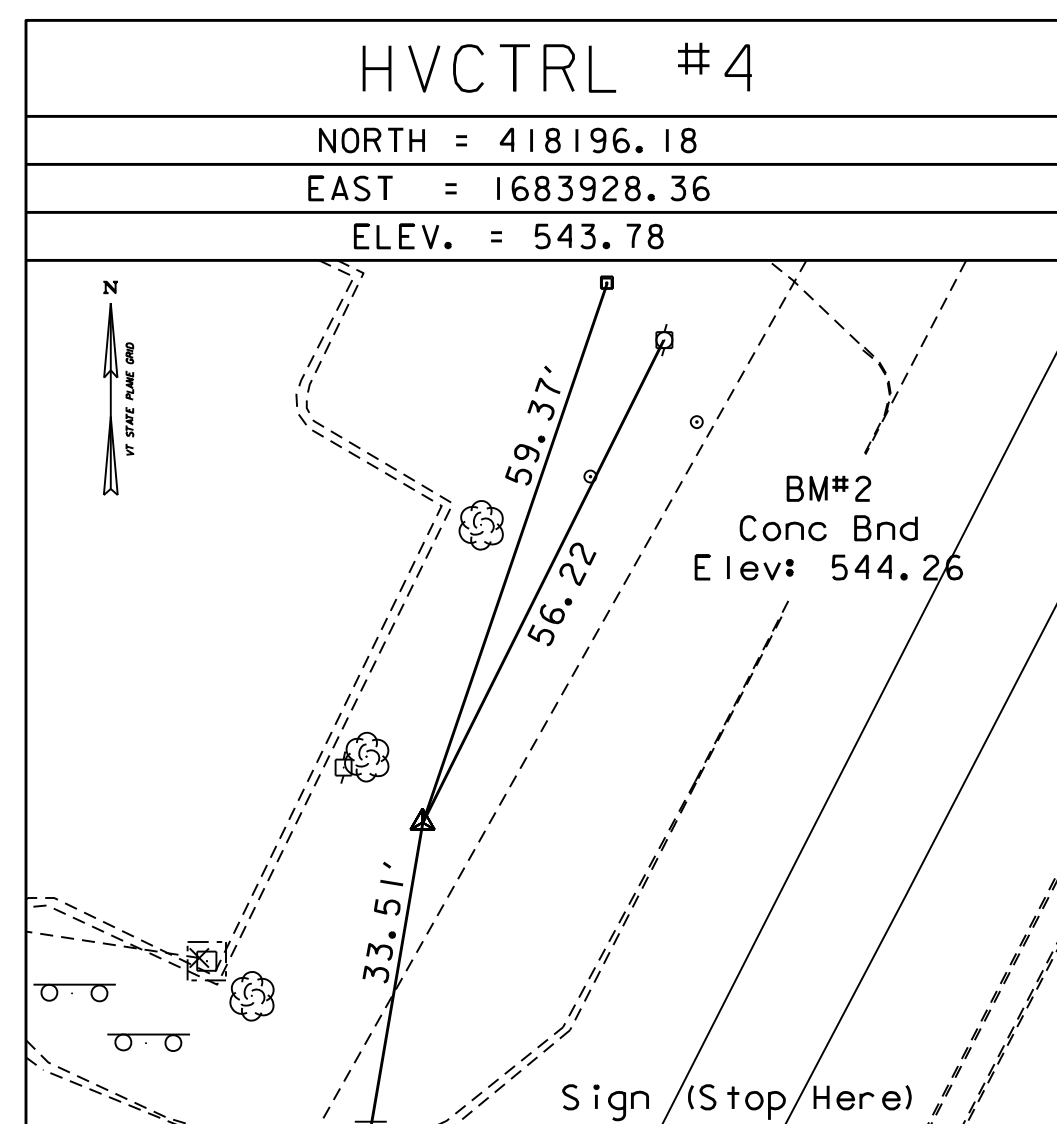 HVCTRL #4
NORTH = 418196.18
EAST = 1683928.36
ELEV. = 543.78
N
VT STATE PLANE GRID
59.37'
56.22
BM#2
Conc Bnd
Elev: 544.26
33.51'
Sign (Stop Here)